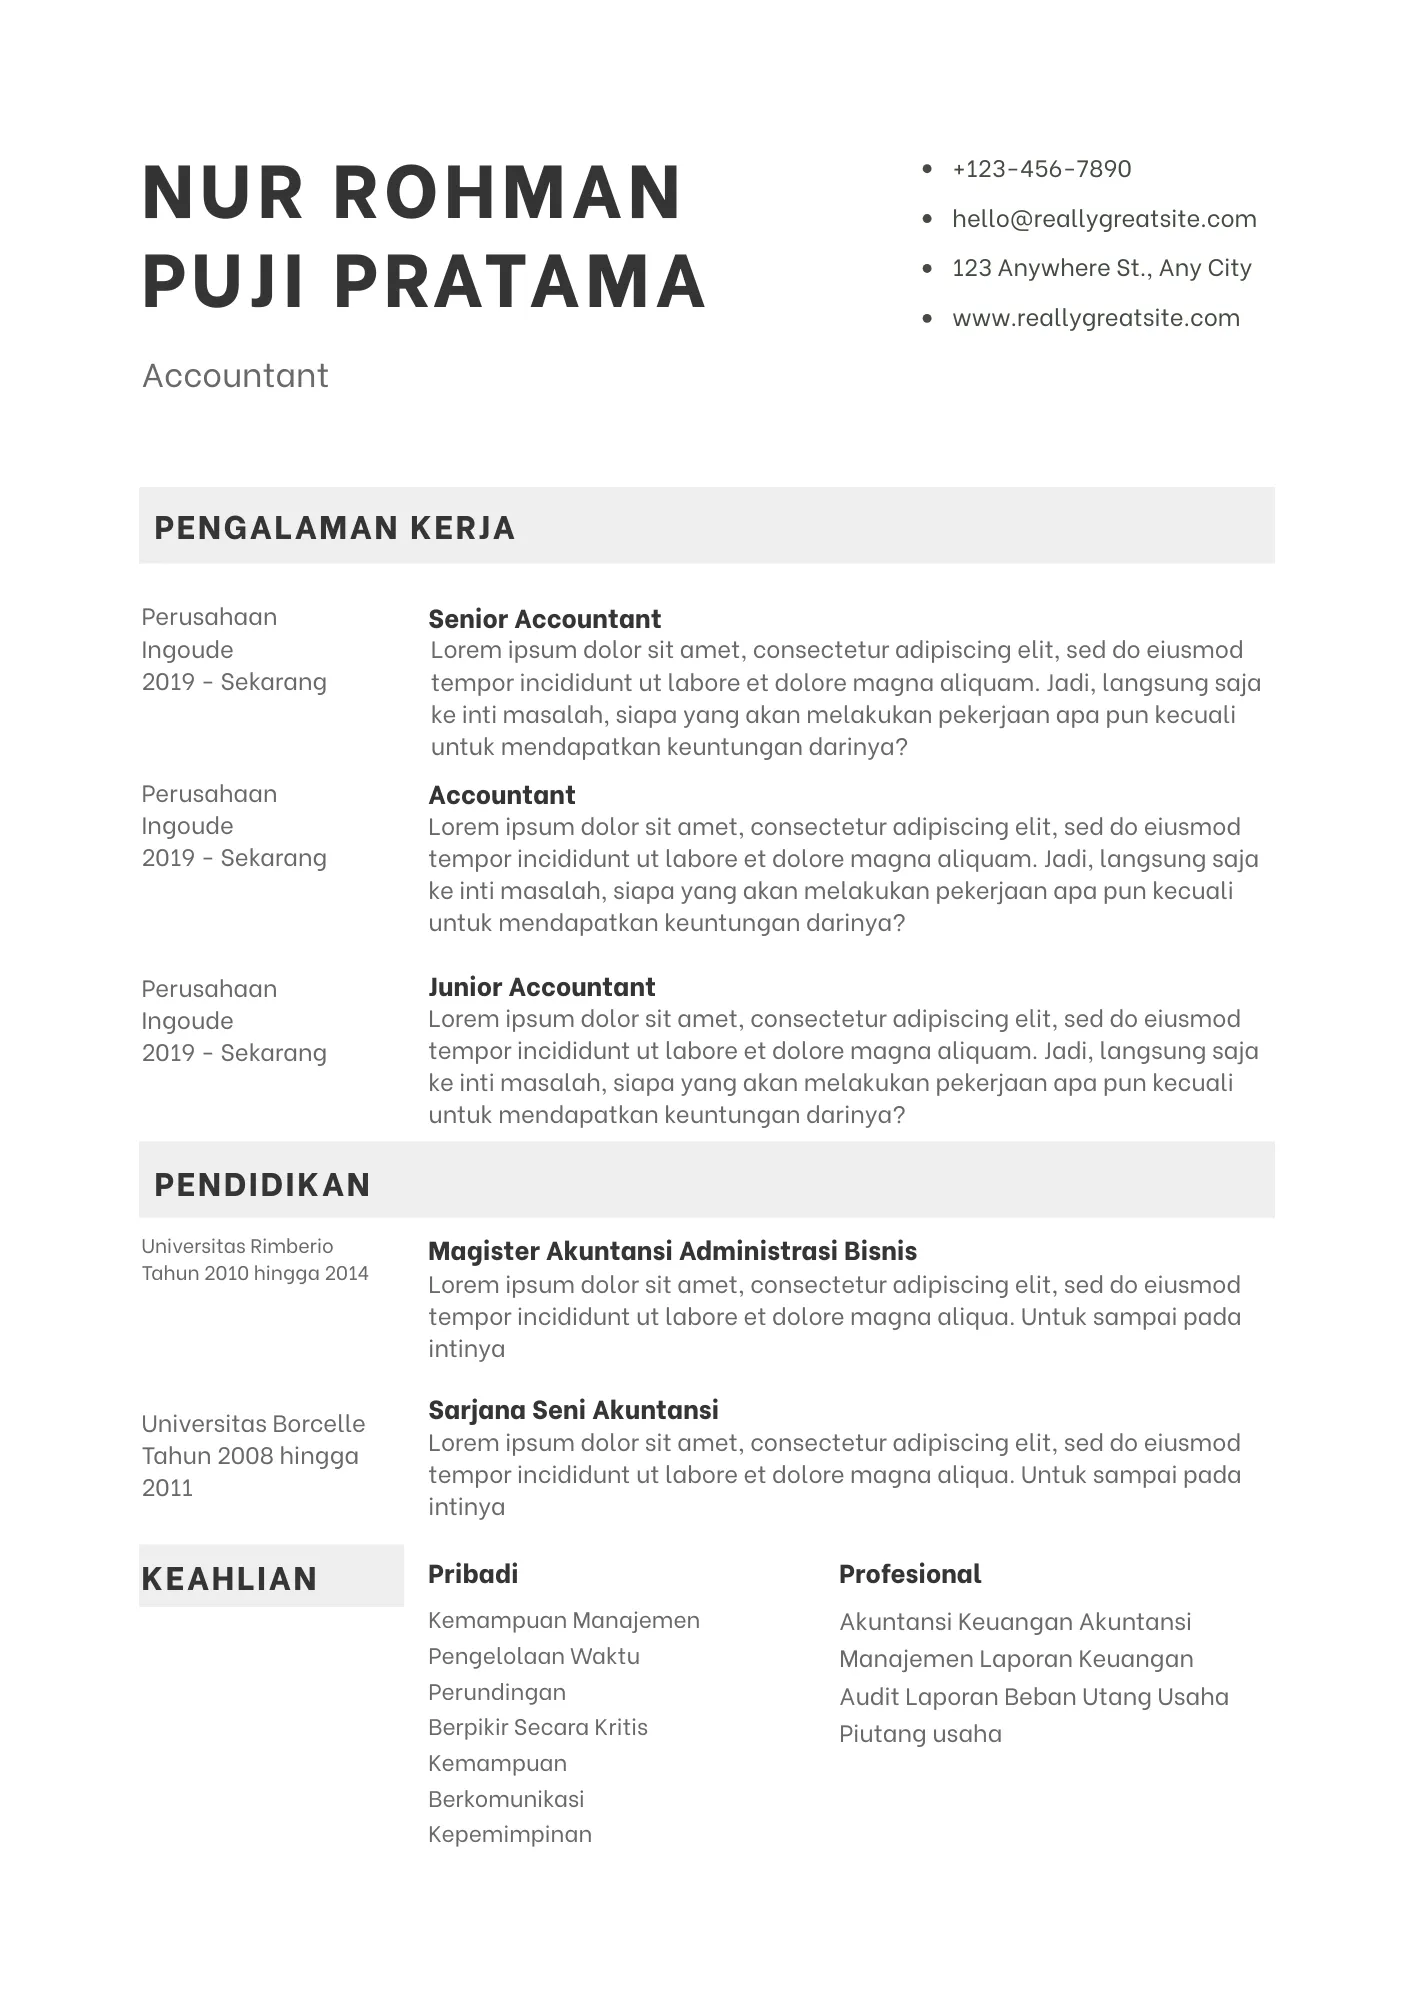 NUR ROHMAN
PUJI PRATAMA
Accountant
+123-456-7890
hello@reallygreatsite.com
123 Anywhere St., Any City
www.reallygreatsite.com
PENGALAMAN KERJA
Perusahaan
Ingoude
2019 - Sekarang
Senior Accountant
Lorem ipsum dolor sit amet, consectetur adipiscing elit, sed do eiusmod
tempor incididunt ut labore et dolore magna aliquam. Jadi, langsung saja
ke inti masalah, siapa yang akan melakukan pekerjaan apa pun kecuali
untuk mendapatkan keuntungan darinya?
Perusahaan
Ingoude
2019 - Sekarang
Accountant
Lorem ipsum dolor sit amet, consectetur adipiscing elit, sed do eiusmod
tempor incididunt ut labore et dolore magna aliquam. Jadi, langsung saja
ke inti masalah, siapa yang akan melakukan pekerjaan apa pun kecuali
untuk mendapatkan keuntungan darinya?
Perusahaan
Ingoude
2019 - Sekarang
Junior Accountant
Lorem ipsum dolor sit amet, consectetur adipiscing elit, sed do eiusmod
tempor incididunt ut labore et dolore magna aliquam. Jadi, langsung saja
ke inti masalah, siapa yang akan melakukan pekerjaan apa pun kecuali
untuk mendapatkan keuntungan darinya?
PENDIDIKAN
Universitas Rimberio
Tahun 2010 hingga 2014
Magister Akuntansi Administrasi Bisnis
Lorem ipsum dolor sit amet, consectetur adipiscing elit, sed do eiusmod
tempor incididunt ut labore et dolore magna aliqua. Untuk sampai pada
intinya
Universitas Borcelle
Tahun 2008 hingga
2011
Sarjana Seni Akuntansi
Lorem ipsum dolor sit amet, consectetur adipiscing elit, sed do eiusmod
tempor incididunt ut labore et dolore magna aliqua. Untuk sampai pada
intinya
KEAHLIAN
Pribadi
Kemampuan Manajemen
Pengelolaan Waktu
Perundingan
Berpikir Secara Kritis
Kemampuan
Berkomunikasi
Kepemimpinan
Profesional
Akuntansi Keuangan Akuntansi
Manajemen Laporan Keuangan
Audit Laporan Beban Utang Usaha
Piutang usaha